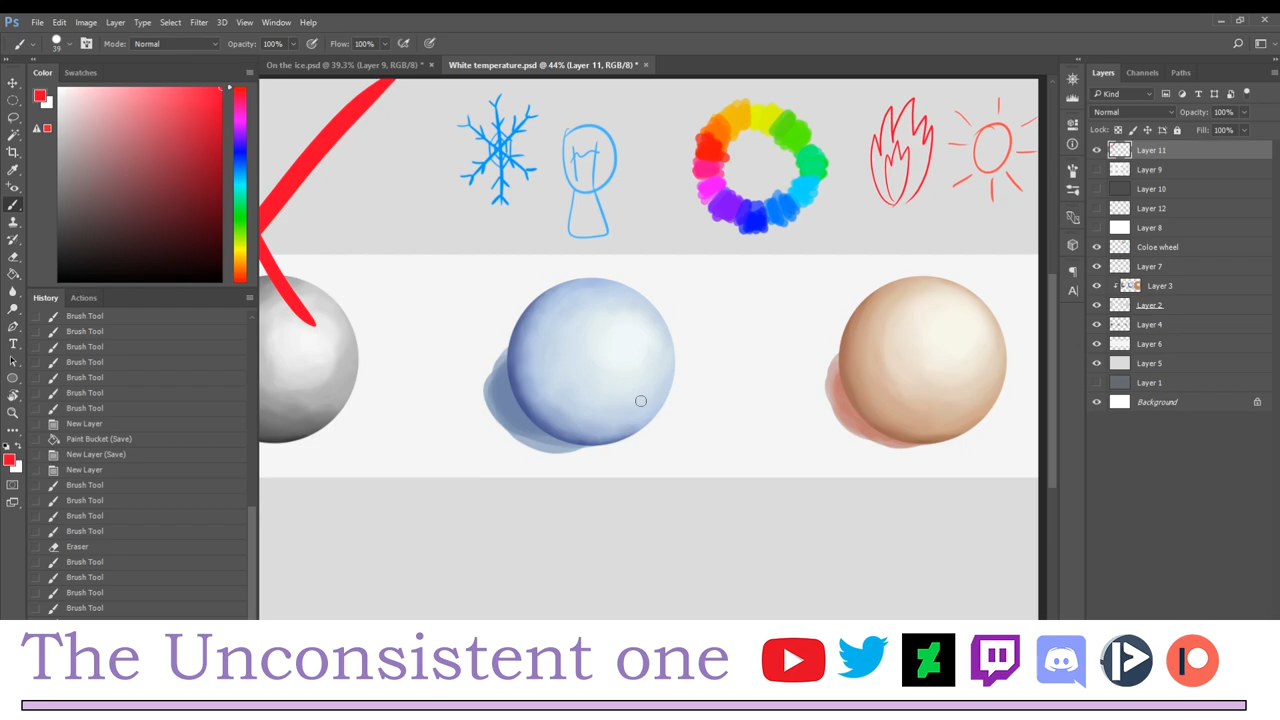 Ps File Edit Image Layer Type Select Filter 3D View Window Help
39 Mode: Normal Opacity: 100% Flow: 100%
On the ice.psd @ 39.3% (Layer 9, RGB/8) * × White temperature.psd @ 44% (Layer 11, RGB/8) * ×
Color Swatches
History Actions
Brush Tool
Brush Tool
Brush Tool
Brush Tool
Brush Tool
Brush Tool
Brush Tool
New Layer
Paint Bucket (Save)
New Layer (Save)
New Layer
Brush Tool
Brush Tool
Brush Tool
Brush Tool
Eraser
Brush Tool
Brush Tool
Brush Tool
Brush Tool
Layers Channels Paths
Kind
Normal Opacity: 100%
Lock: Fill: 100%
Layer 11
Layer 9
Layer 10
Layer 12
Layer 8
Coloe wheel
Layer 7
Layer 3
Layer 2
Layer 4
Layer 6
Layer 5
Layer 1
Background
The Unconsistent one